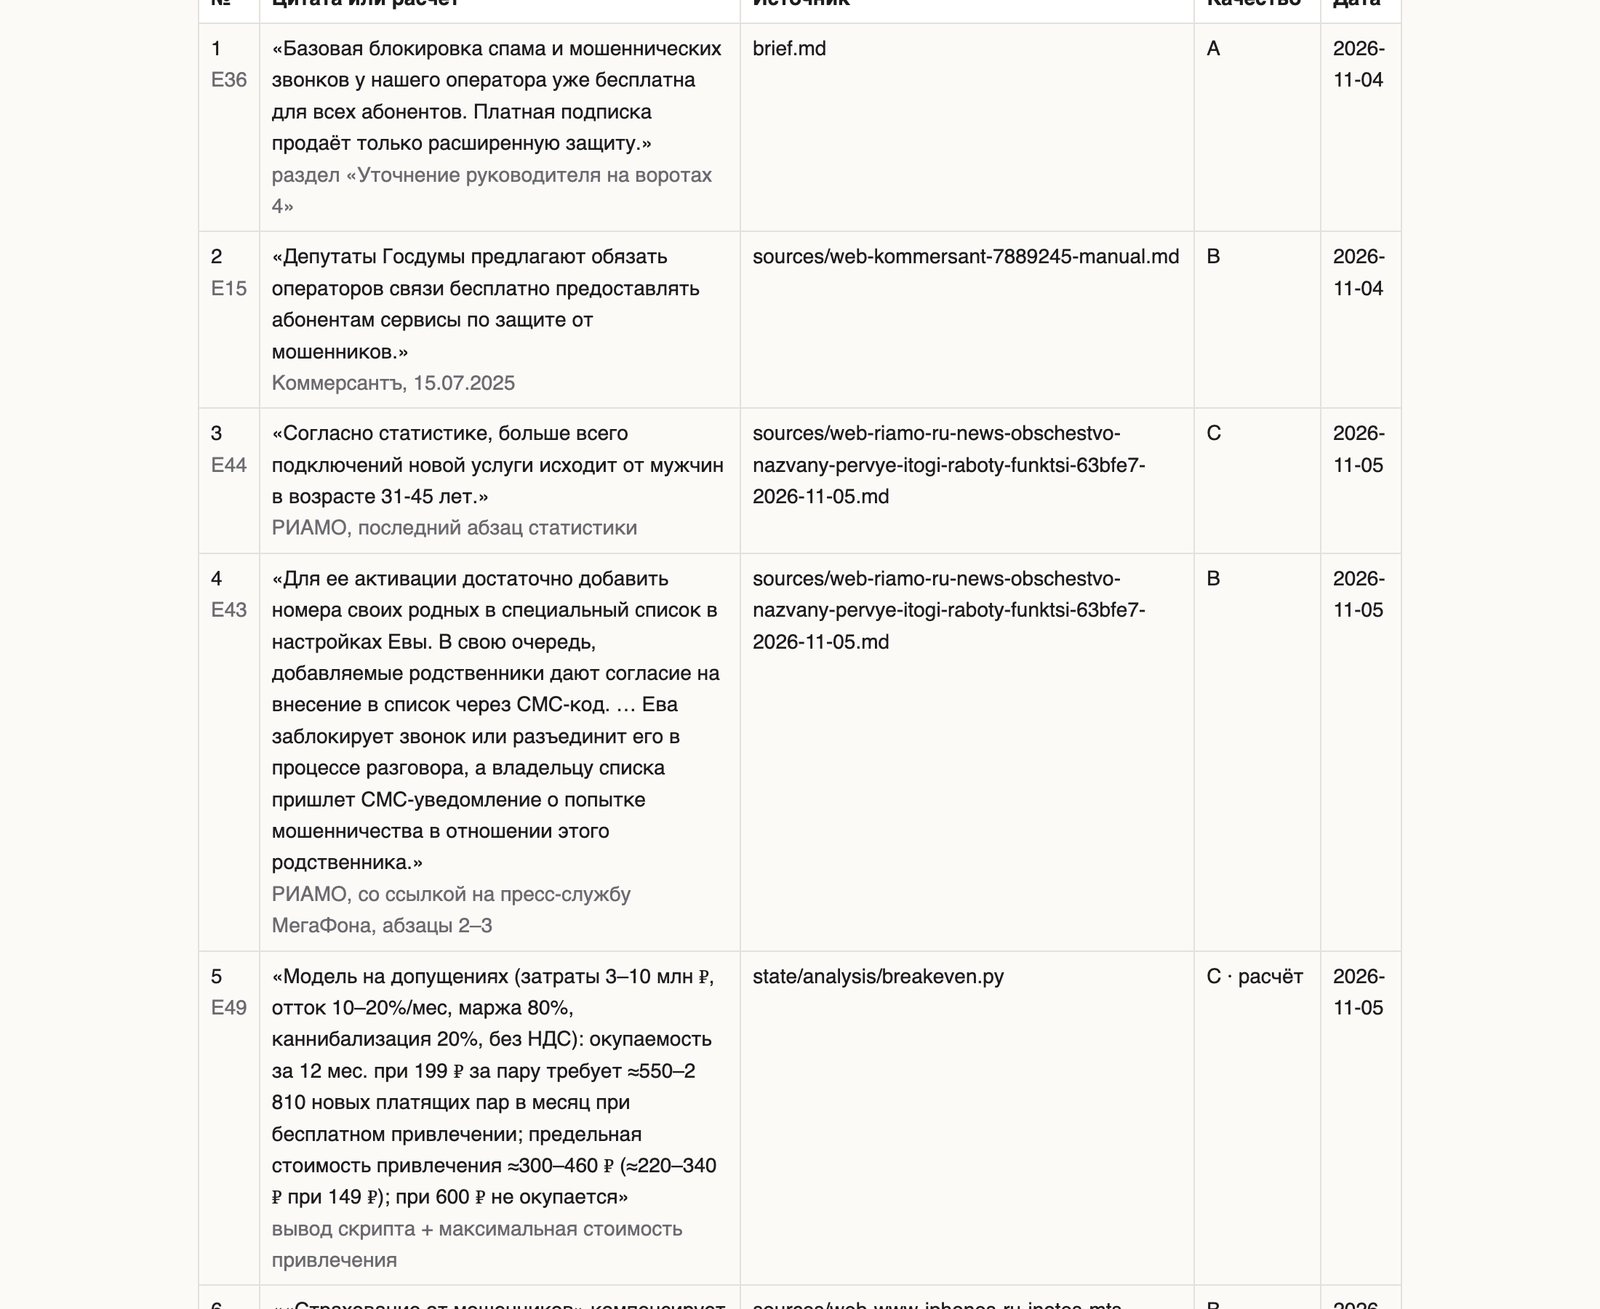 № Цитата или расчёт Источник Качество Дата
1 «Базовая блокировка спама и мошеннических brief.md A 2026-
E36 звонков у нашего оператора уже бесплатна 11-04
для всех абонентов. Платная подписка
продаёт только расширенную защиту.»
раздел «Уточнение руководителя на воротах
4»
2 «Депутаты Госдумы предлагают обязать sources/web-kommersant-7889245-manual.md B 2026-
E15 операторов связи бесплатно предоставлять 11-04
абонентам сервисы по защите от
мошенников.»
Коммерсантъ, 15.07.2025
3 «Согласно статистике, больше всего sources/web-riamo-ru-news-obschestvo- C 2026-
E44 подключений новой услуги исходит от мужчин nazvany-pervye-itogi-raboty-funktsi-63bfe7- 11-05
в возрасте 31-45 лет.» 2026-11-05.md
РИАМО, последний абзац статистики
4 «Для ее активации достаточно добавить sources/web-riamo-ru-news-obschestvo- B 2026-
E43 номера своих родных в специальный список в nazvany-pervye-itogi-raboty-funktsi-63bfe7- 11-05
настройках Евы. В свою очередь, 2026-11-05.md
добавляемые родственники дают согласие на
внесение в список через СМС-код. … Ева
заблокирует звонок или разъединит его в
процессе разговора, а владельцу списка
пришлет СМС-уведомление о попытке
мошенничества в отношении этого
родственника.»
РИАМО, со ссылкой на пресс-службу
МегаФона, абзацы 2–3
5 «Модель на допущениях (затраты 3–10 млн ₽, state/analysis/breakeven.py C · расчёт 2026-
E49 отток 10–20%/мес, маржа 80%, 11-05
каннибализация 20%, без НДС): окупаемость
за 12 мес. при 199 ₽ за пару требует ≈550–2
810 новых платящих пар в месяц при
бесплатном привлечении; предельная
стоимость привлечения ≈300–460 ₽ (≈220–340
₽ при 149 ₽); при 600 ₽ не окупается»
вывод скрипта + максимальная стоимость
привлечения
6 ««Страхование от мошенников» компенсирует sources/web-www-iphones-ru-inotes-mts- B 2026-